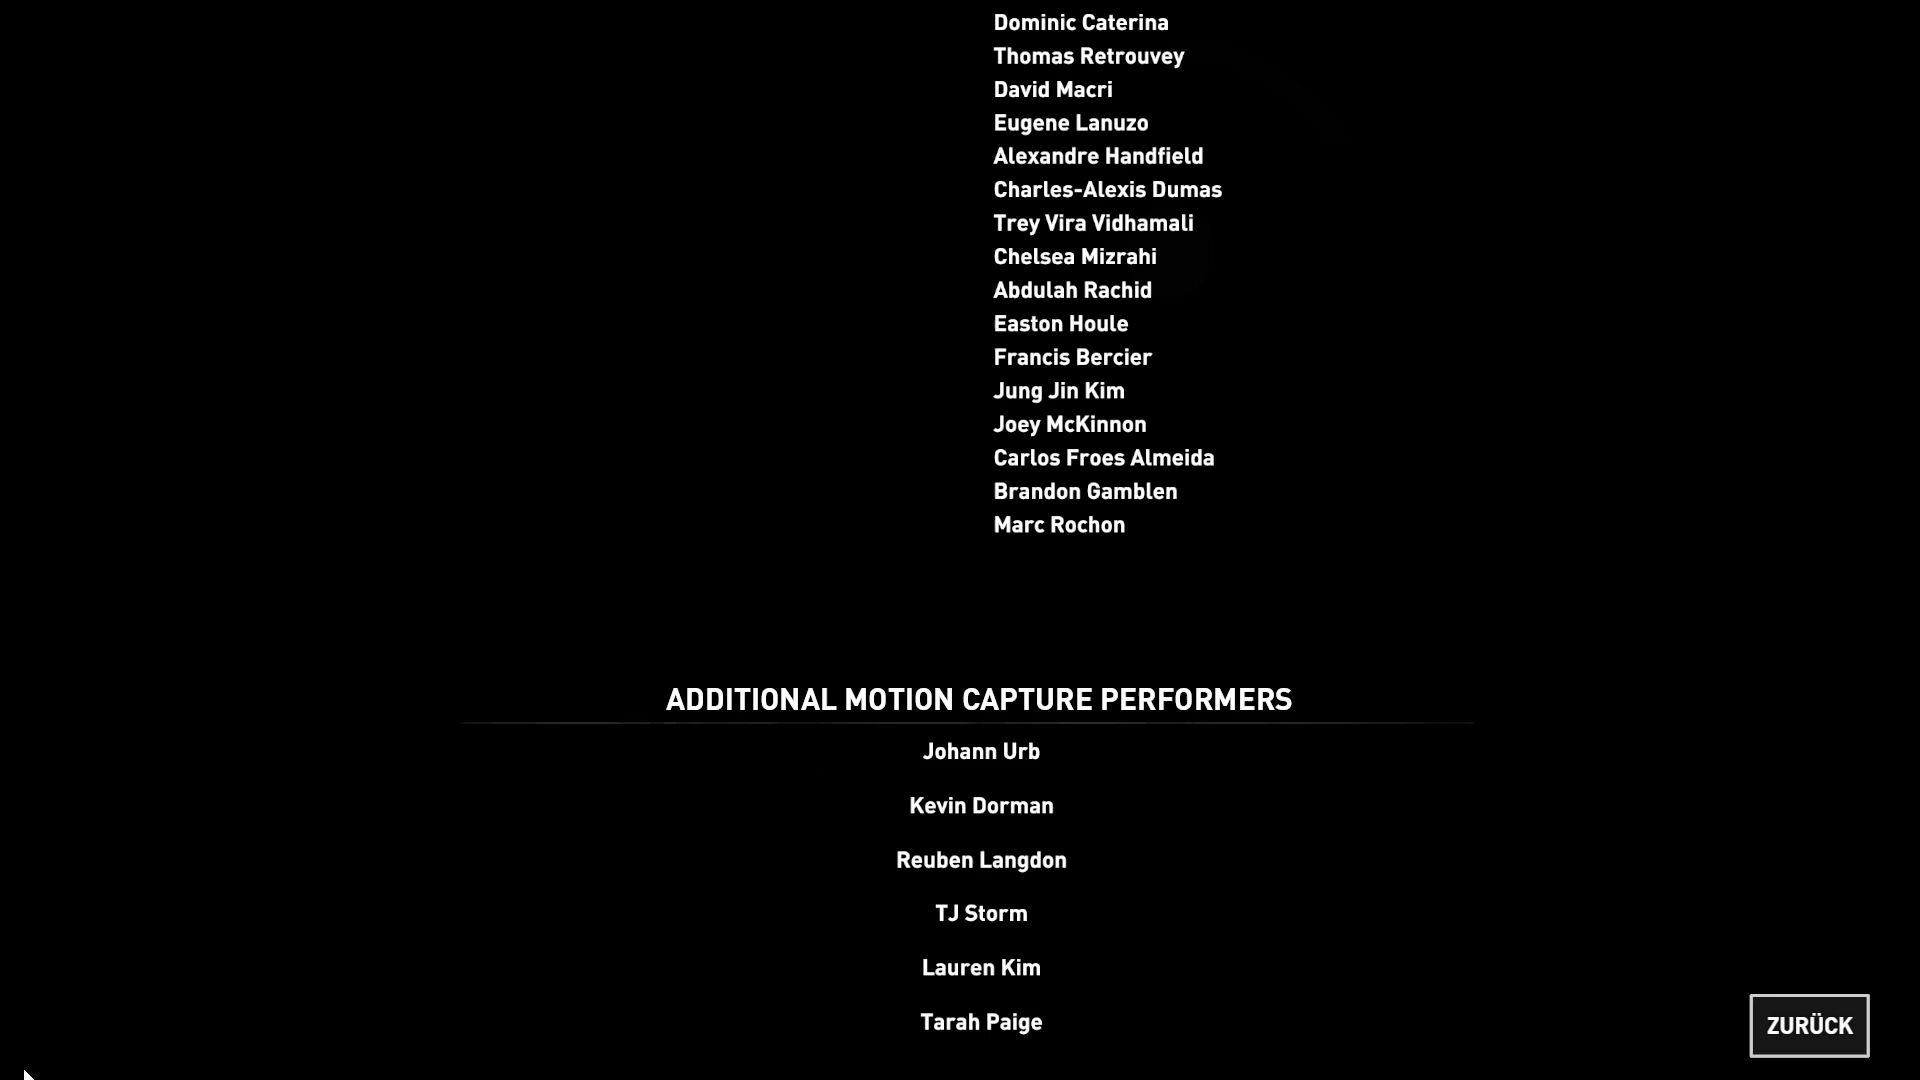 Dominic Caterina
Thomas Retrouvey
David Macri
Eugene Lanuzo
Alexandre Handfield
Charles-Alexis Dumas
Trey Vira Vidhamali
Chelsea Mizrahi
Abdulah Rachid
Easton Houle
Francis Bercier
Jung Jin Kim
Joey McKinnon
Carlos Froes Almeida
Brandon Gamblen
Marc Rochon
ADDITIONAL MOTION CAPTURE PERFORMERS
Johann Urb
Kevin Dorman
Reuben Langdon
TJ Storm
Lauren Kim
Tarah Paige
ZURÜCK